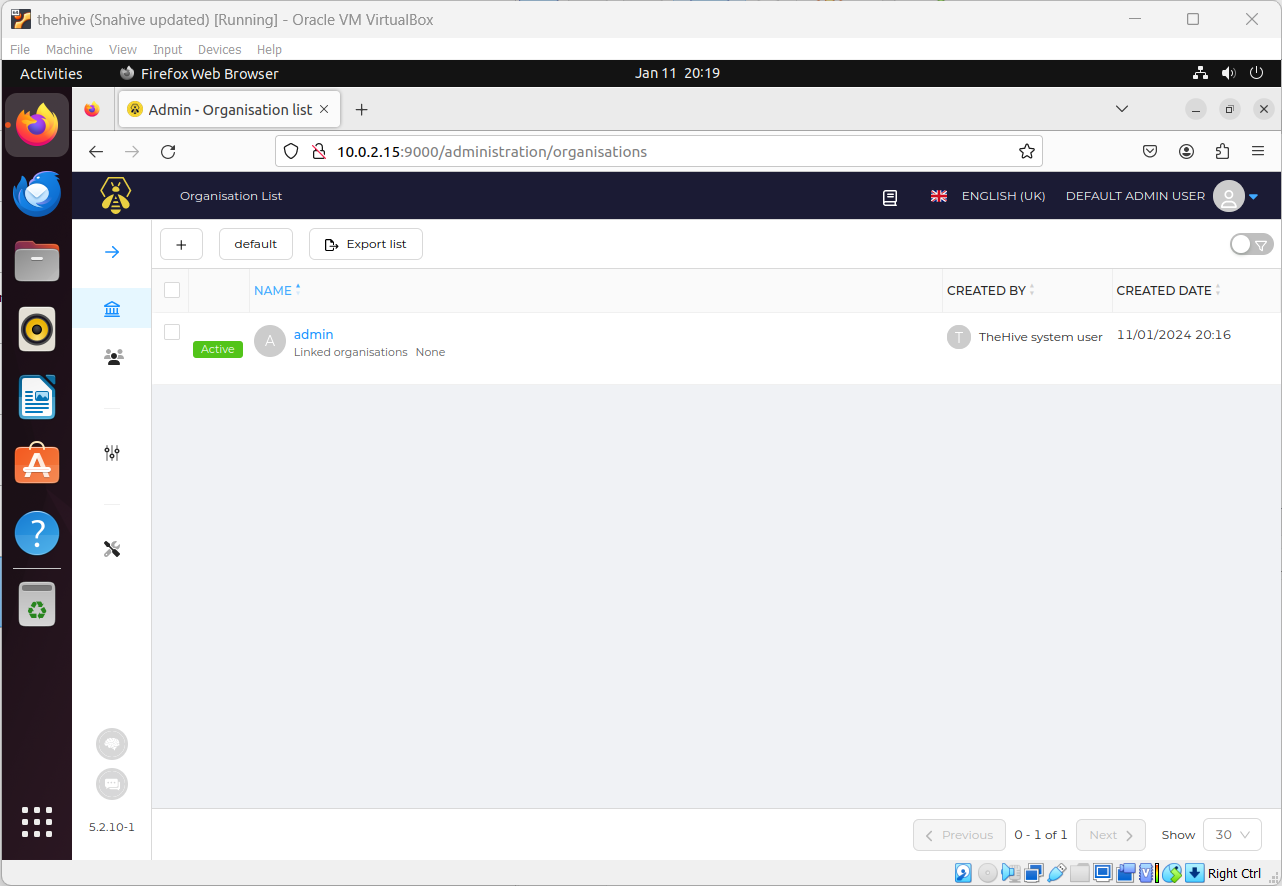 thehive (Snahive updated) [Running] - Oracle VM VirtualBox
File Machine View Input Devices Help
Activities Firefox Web Browser Jan 11 20:19
Admin - Organisation list
10.0.2.15:9000/administration/organisations
Organisation List ENGLISH (UK) DEFAULT ADMIN USER
+ default Export list
NAME CREATED BY CREATED DATE
Active A admin T TheHive system user 11/01/2024 20:16
Linked organisations None
5.2.10-1
Previous 0 - 1 of 1 Next Show 30
Right Ctrl